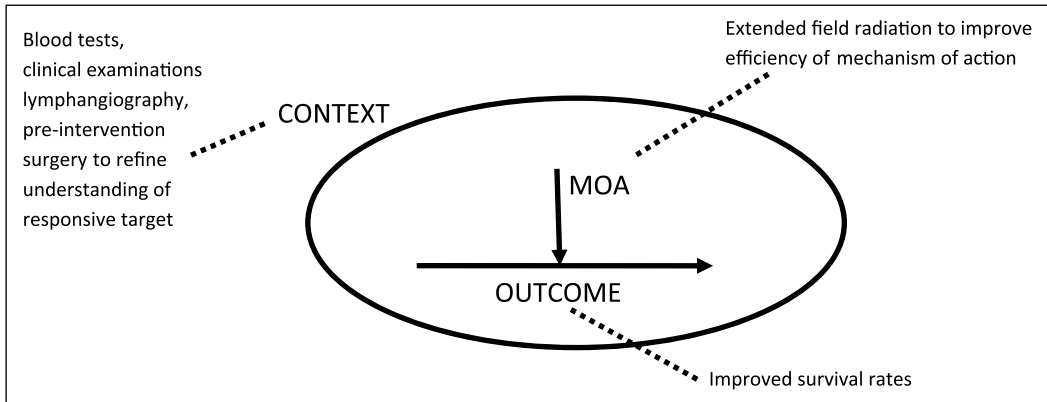 Blood tests,
clinical examinations
lymphangiography,
pre-intervention
surgery to refine
understanding of
responsive target
CONTEXT
Extended field radiation to improve
efficiency of mechanism of action
MOA
OUTCOME
Improved survival rates